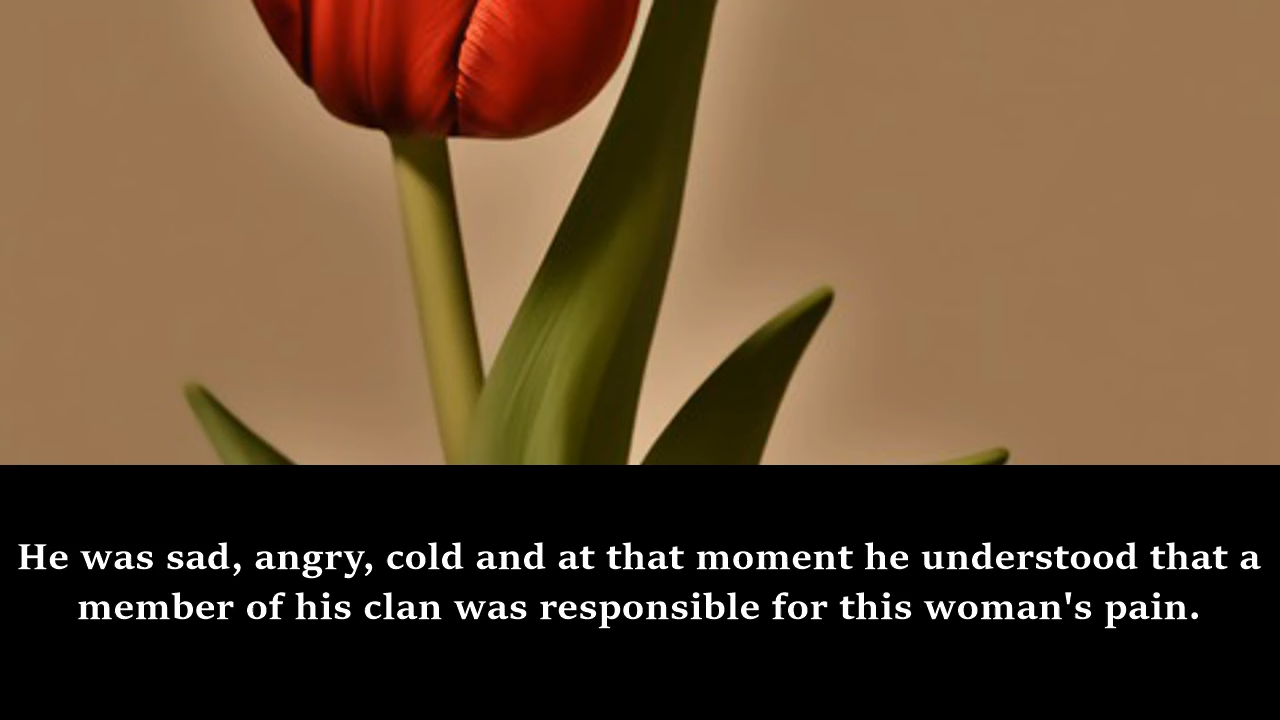 He was sad, angry, cold and at that moment he understood that a
member of his clan was responsible for this woman's pain.